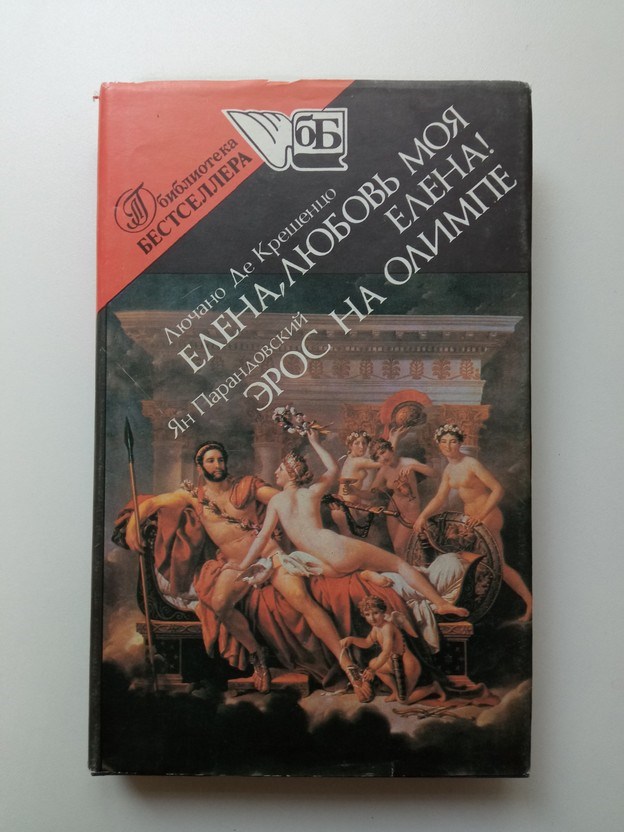 библиотека
БЕСТСЕЛЛЕРА
бБ
Лючано Де Крешенцо
ЕЛЕНА, ЛЮБОВЬ МОЯ
ЕЛЕНА!
Ян Парандовский
ЭРОС НА ОЛИМПЕ